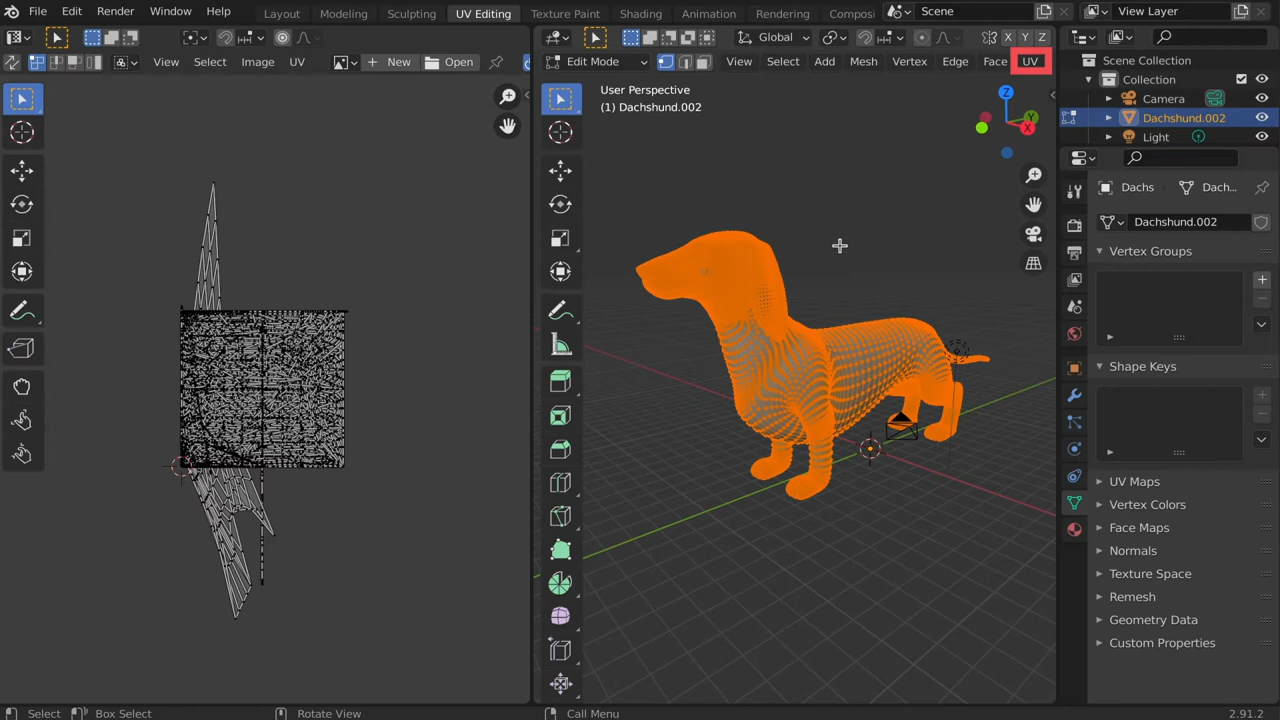 File Edit Render Window Help Layout Modeling Sculpting UV Editing Texture Paint Shading Animation Rendering Composi Scene View Layer
Global X Y Z
View Select Image UV New Open Edit Mode View Select Add Mesh Vertex Edge Face UV
User Perspective
(1) Dachshund.002
Z
Y
X
Scene Collection
Collection
Camera
Dachshund.002
Light
Dachs Dach...
Dachshund.002
Vertex Groups
Shape Keys
UV Maps
Vertex Colors
Face Maps
Normals
Texture Space
Remesh
Geometry Data
Custom Properties
Select Box Select Rotate View Call Menu 2.91.2